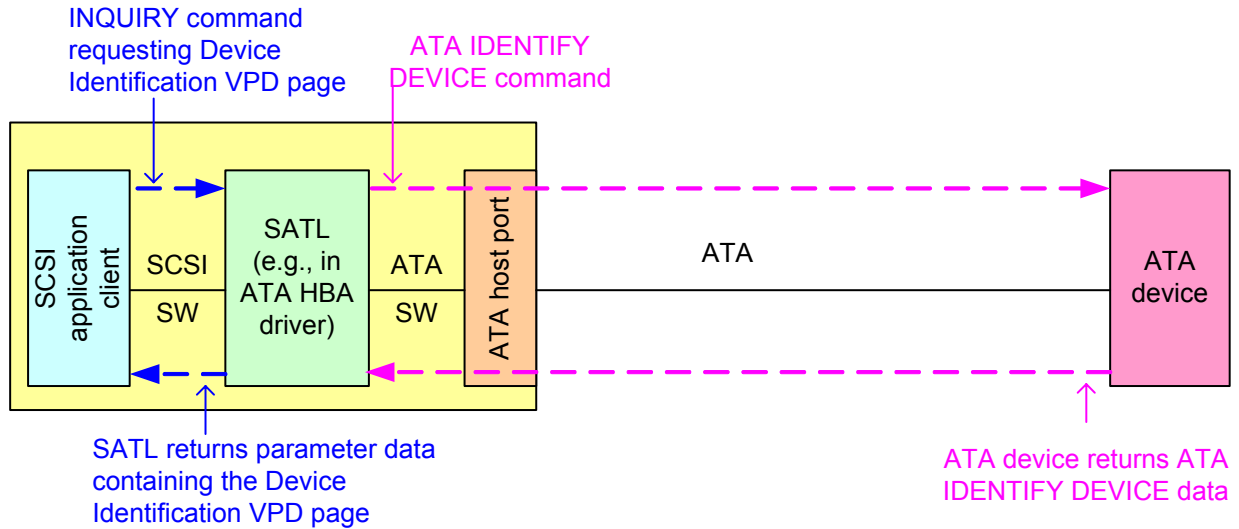 INQUIRY command
requesting Device
Identification VPD page
ATA IDENTIFY
DEVICE command
SCSI
application
client
SCSI
SW
SATL
(e.g., in
ATA HBA
driver)
ATA
SW
ATA host port
ATA
ATA
device
SATL returns parameter data
containing the Device
Identification VPD page
ATA device returns ATA
IDENTIFY DEVICE data